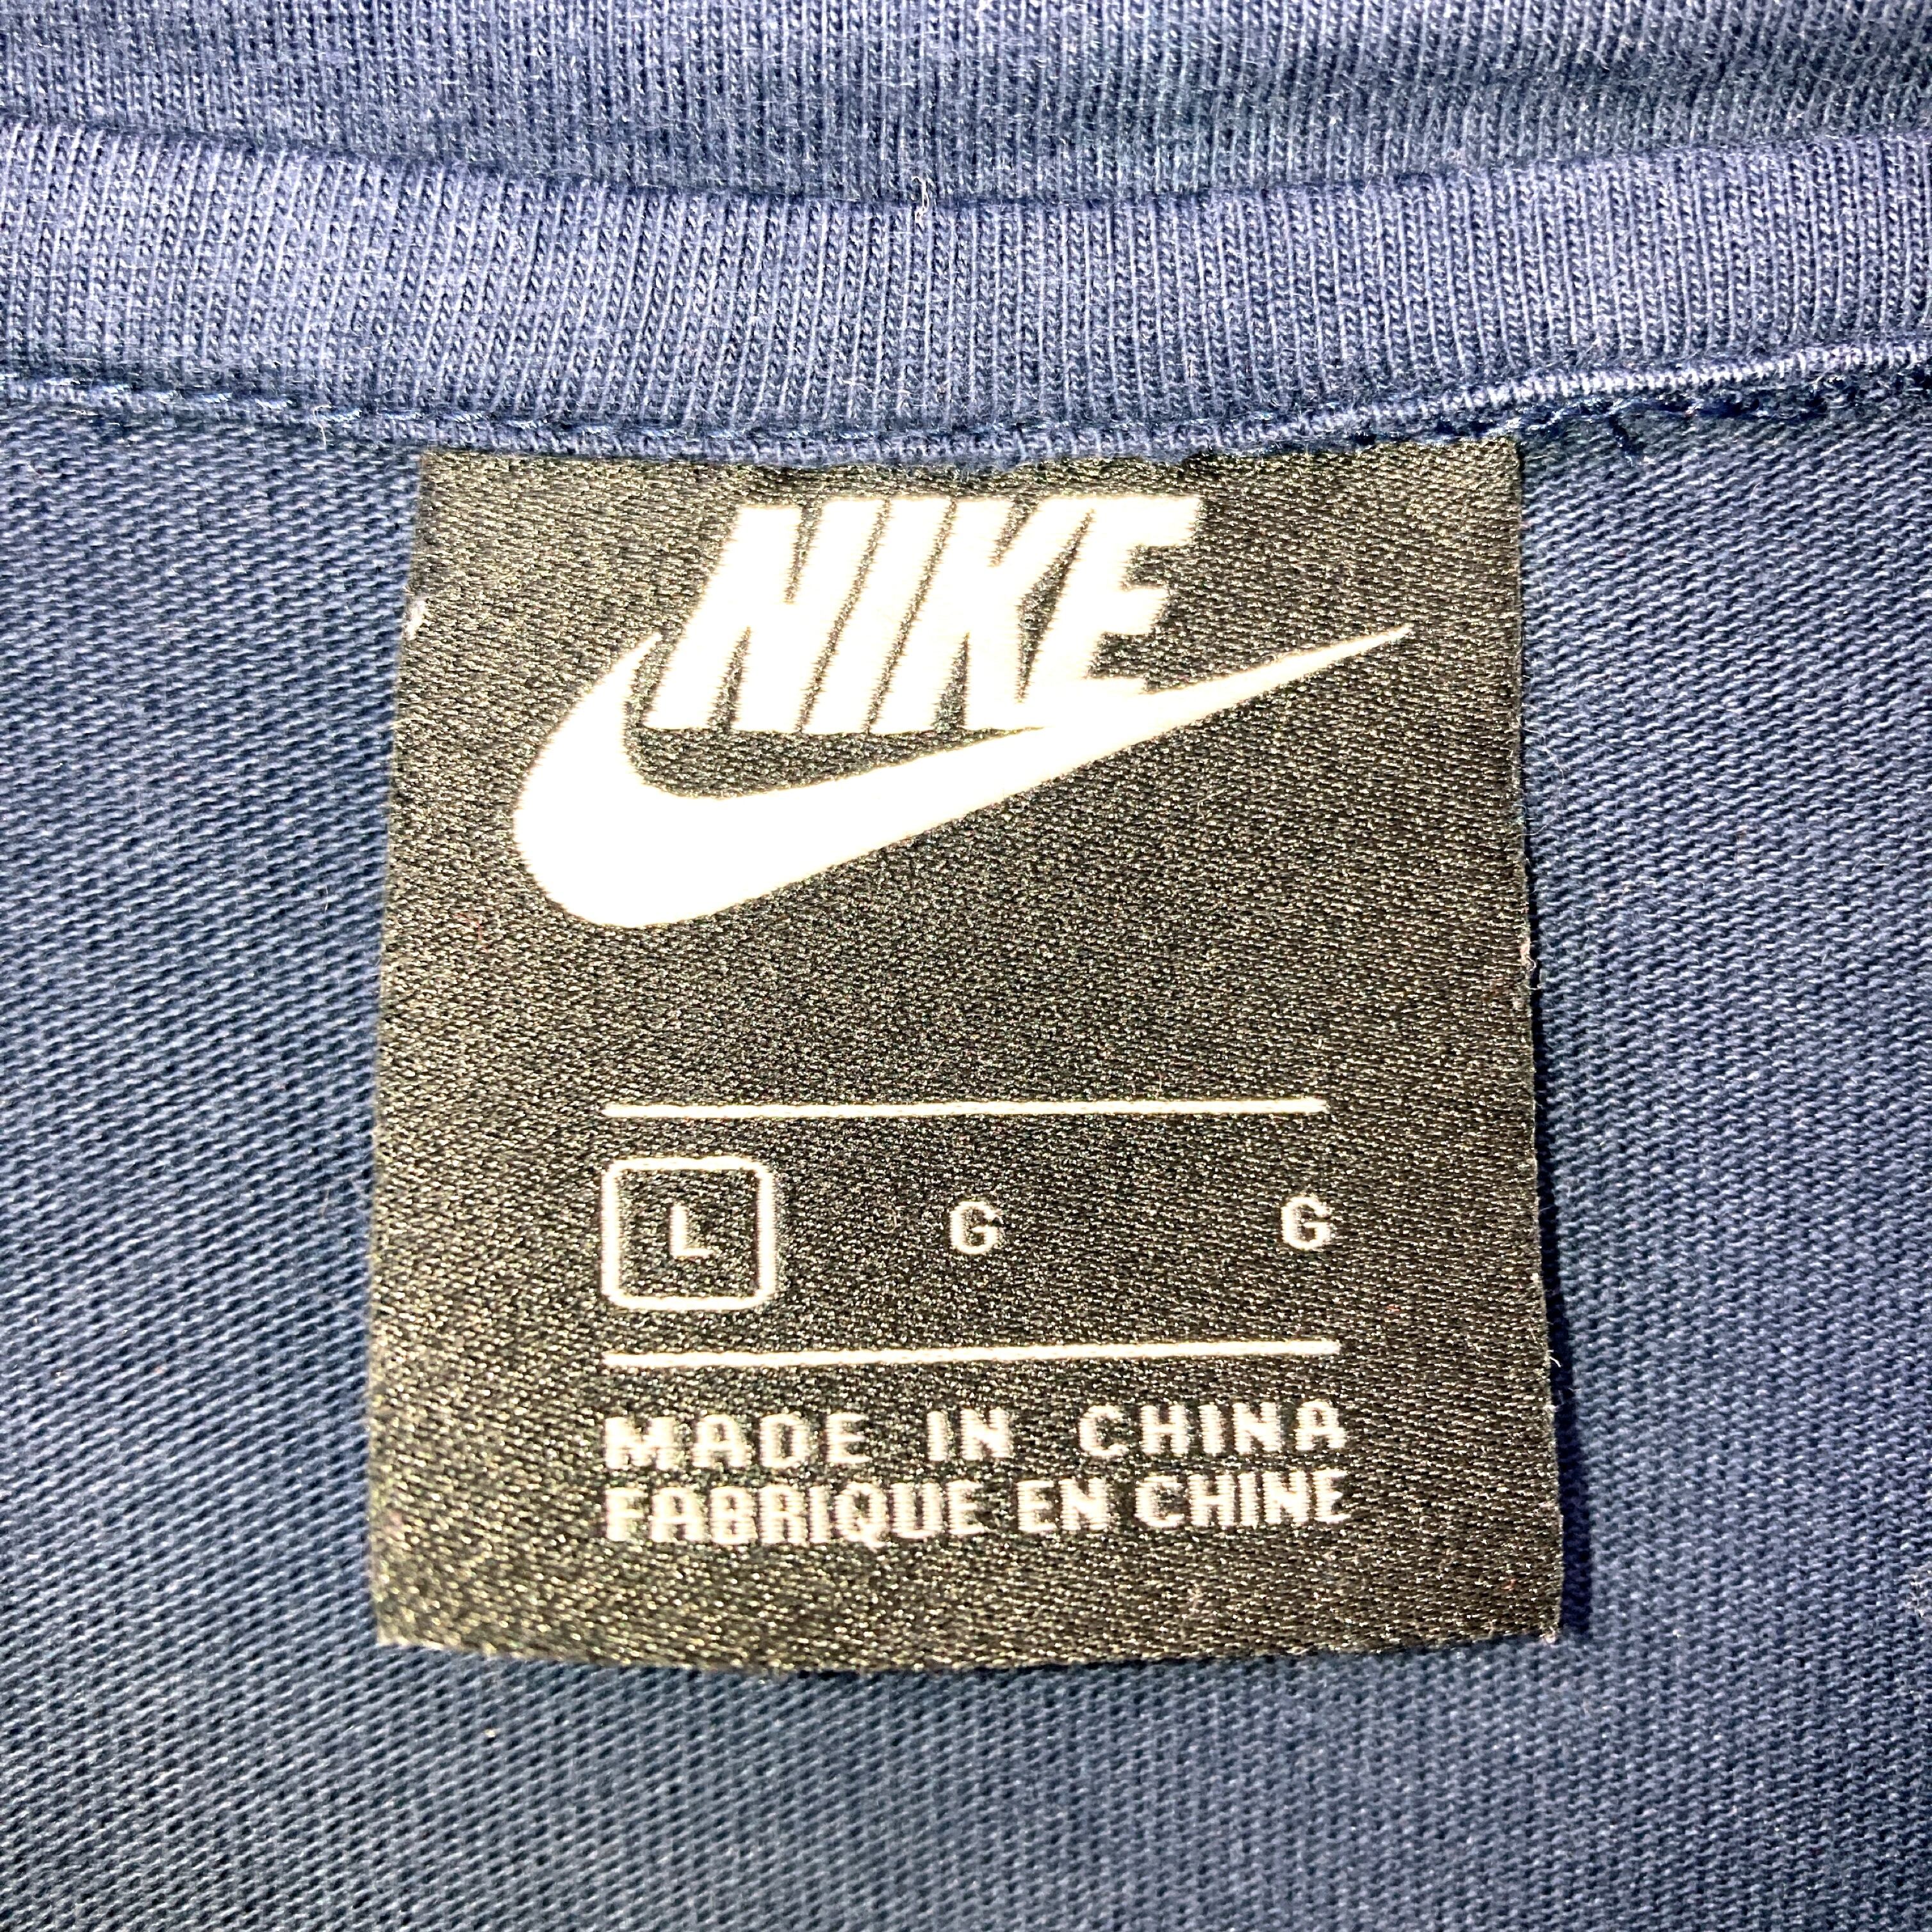 NIKE
L G G
MADE IN CHINA
FABRIQUE EN CHINE